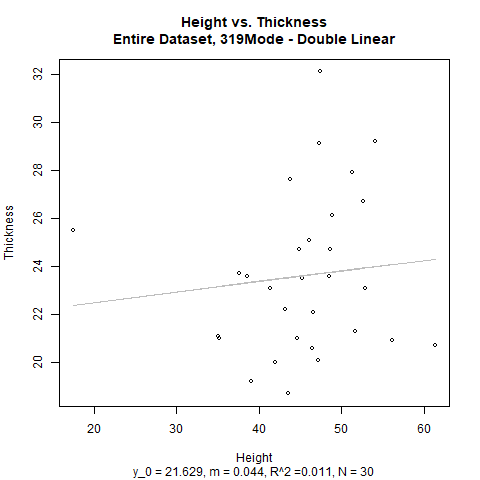 Height vs. Thickness
Entire Dataset, 319Mode - Double Linear
32
30
28
26
24
22
20
Thickness
20 30 40 50 60
Height
y_0 = 21.629, m = 0.044, R^2 =0.011, N = 30